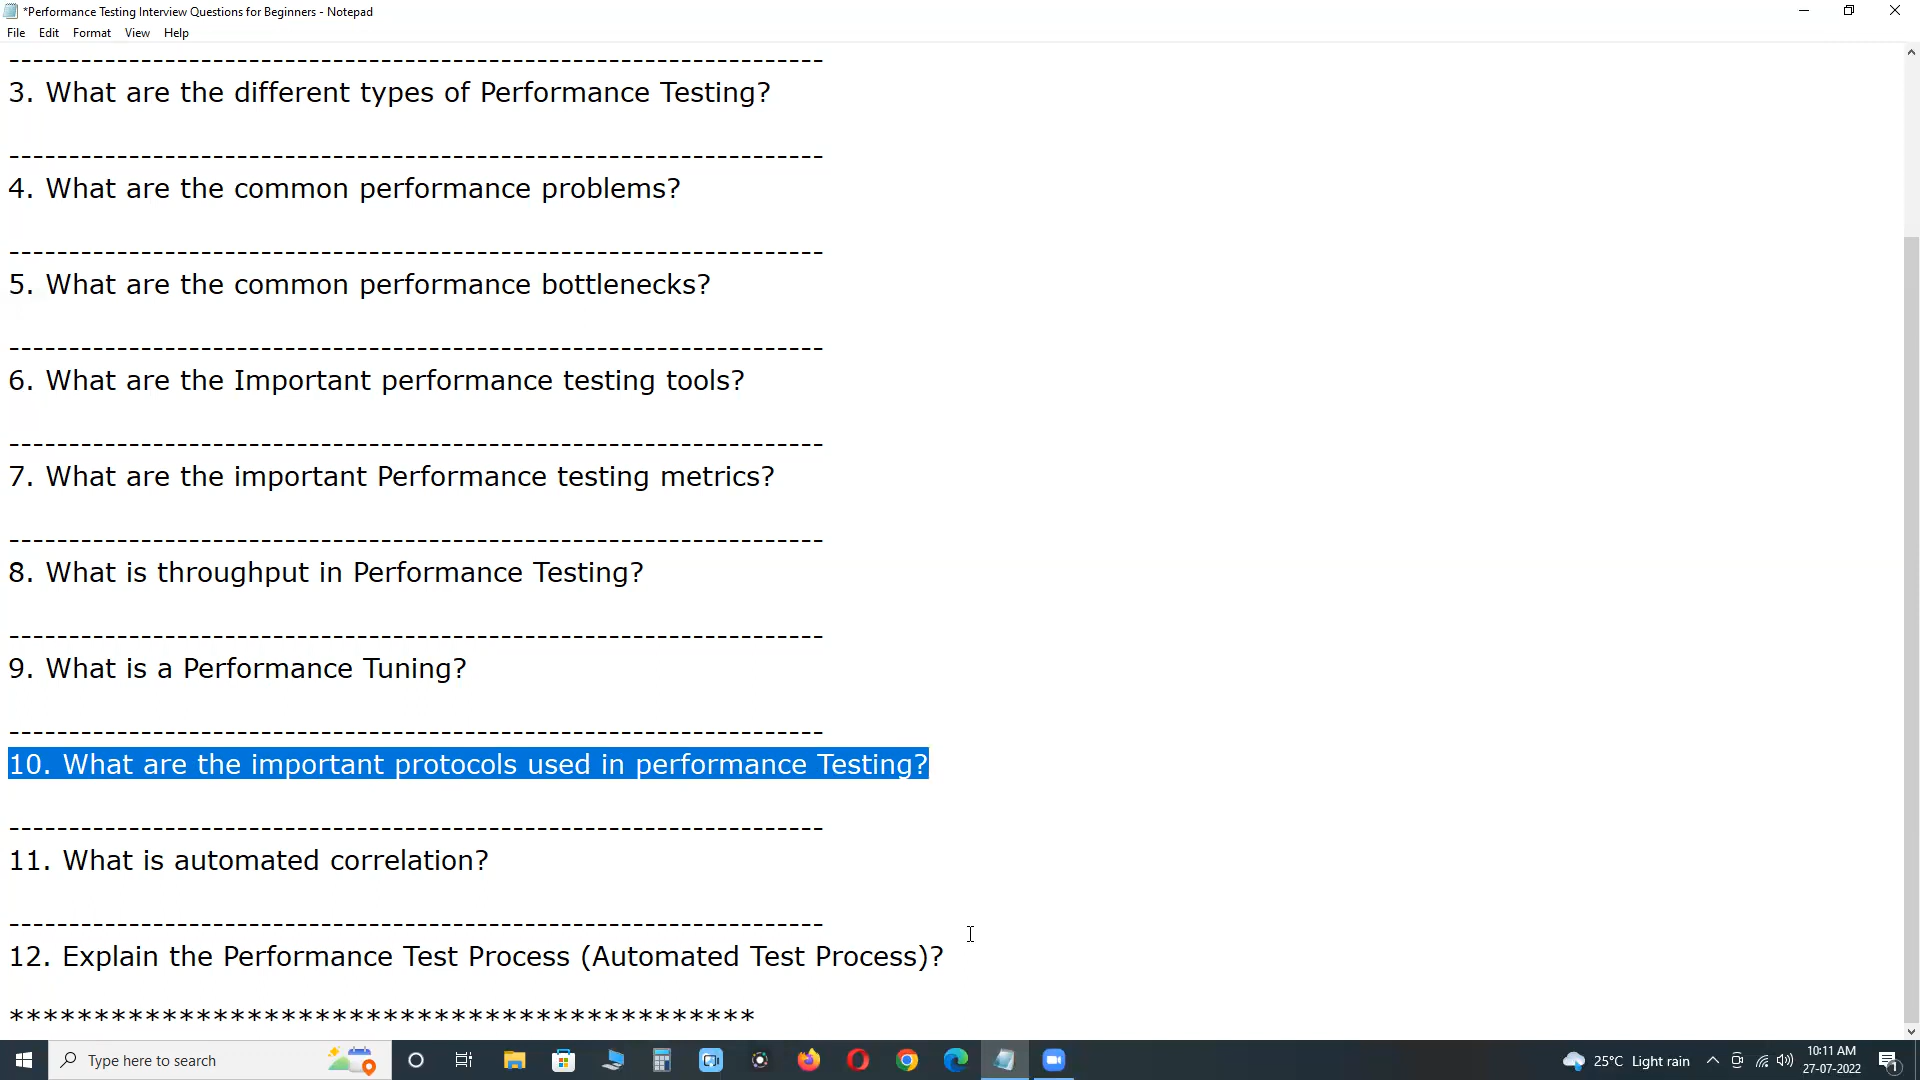 *Performance Testing Interview Questions for Beginners - Notepad
File Edit Format View Help
--------------------------------------------------------------------
3. What are the different types of Performance Testing?
--------------------------------------------------------------------
4. What are the common performance problems?
--------------------------------------------------------------------
5. What are the common performance bottlenecks?
--------------------------------------------------------------------
6. What are the Important performance testing tools?
--------------------------------------------------------------------
7. What are the important Performance testing metrics?
--------------------------------------------------------------------
8. What is throughput in Performance Testing?
--------------------------------------------------------------------
9. What is a Performance Tuning?
--------------------------------------------------------------------
10. What are the important protocols used in performance Testing?
--------------------------------------------------------------------
11. What is automated correlation?
--------------------------------------------------------------------
12. Explain the Performance Test Process (Automated Test Process)?
********************************************
Type here to search
25°C Light rain
10:11 AM
27-07-2022
1